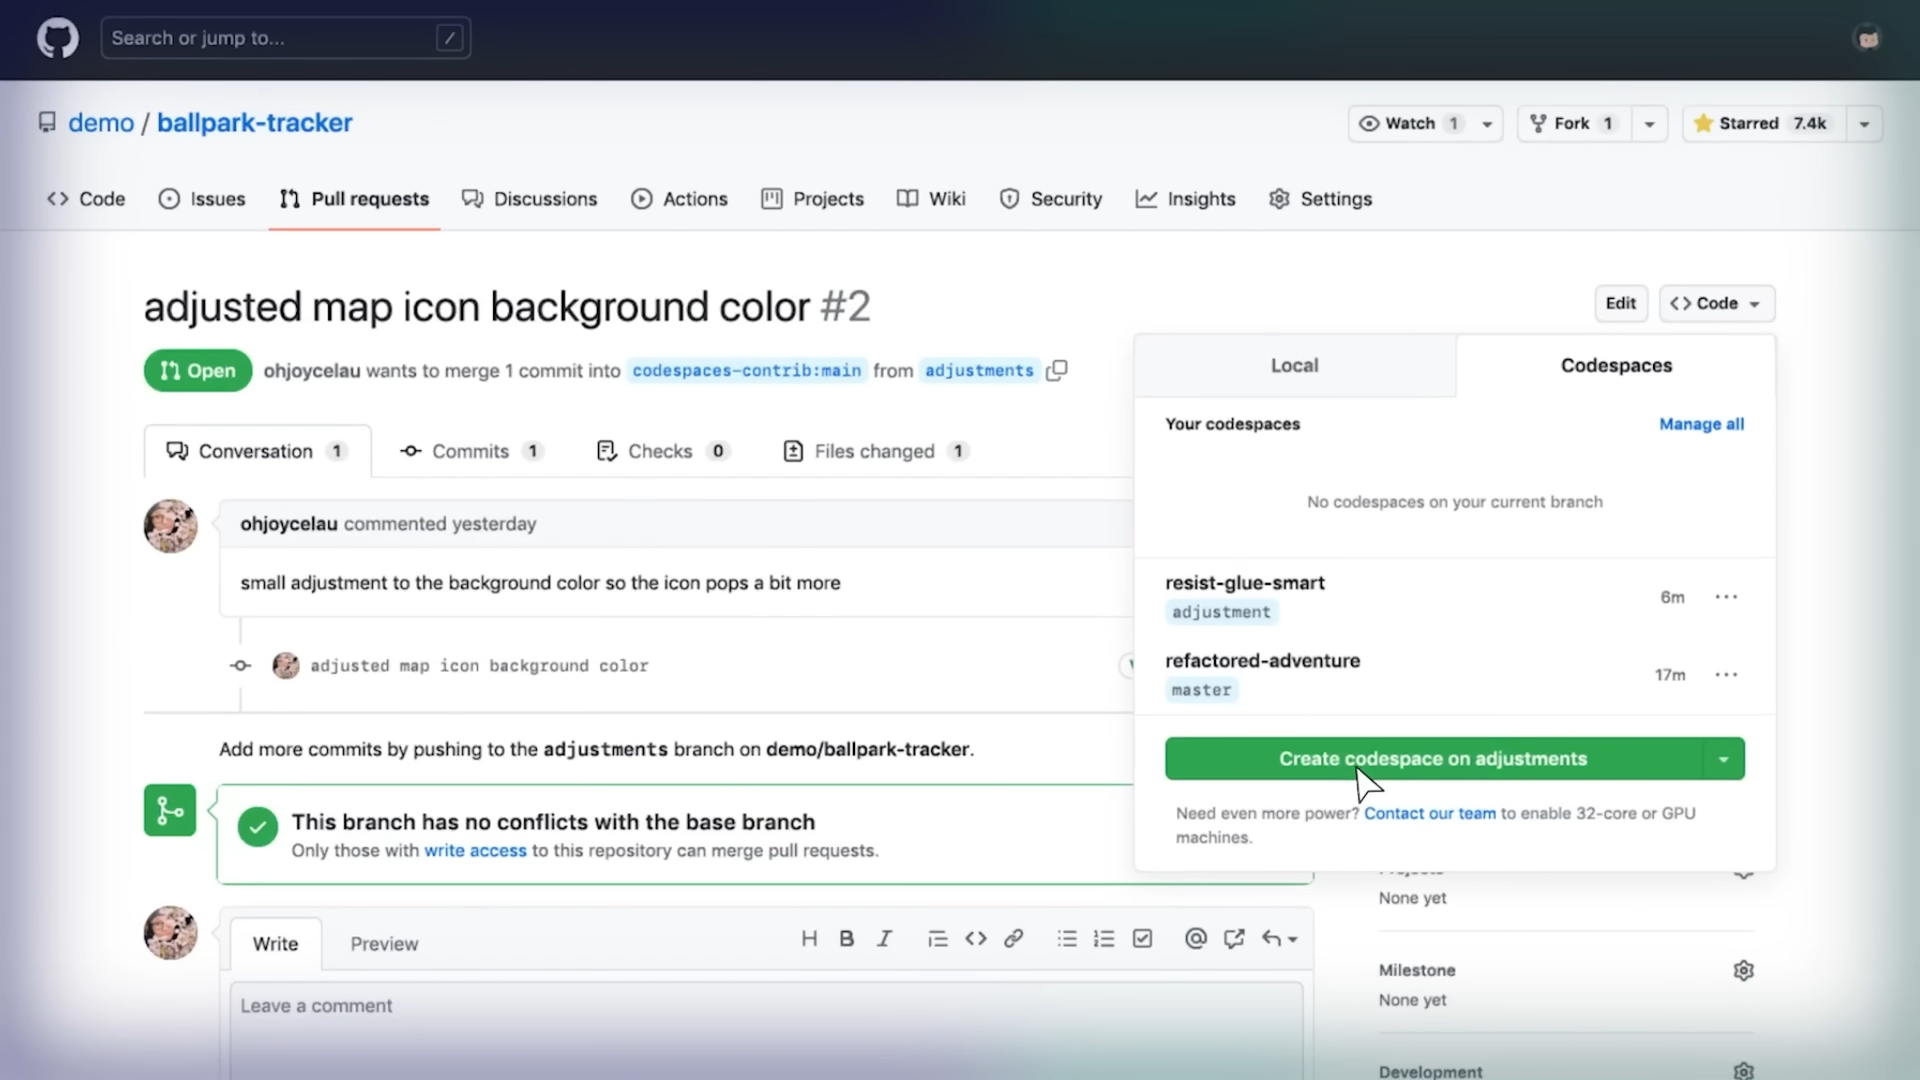 Search or jump to... /
demo / ballpark-tracker
Watch 1
Fork 1
Starred 7.4k
Code
Issues
Pull requests
Discussions
Actions
Projects
Wiki
Security
Insights
Settings
adjusted map icon background color #2
Edit
Code
Open
ohjoycelau wants to merge 1 commit into codespaces-contrib:main from adjustments
Conversation 1
Commits 1
Checks 0
Files changed 1
ohjoycelau commented yesterday
small adjustment to the background color so the icon pops a bit more
adjusted map icon background color
Add more commits by pushing to the adjustments branch on demo/ballpark-tracker.
This branch has no conflicts with the base branch
Only those with write access to this repository can merge pull requests.
Write
Preview
H B I
Leave a comment
Local
Codespaces
Your codespaces
Manage all
No codespaces on your current branch
resist-glue-smart
adjustment
6m
refactored-adventure
master
17m
Create codespace on adjustments
Need even more power? Contact our team to enable 32-core or GPU
machines.
None yet
Milestone
None yet
Development